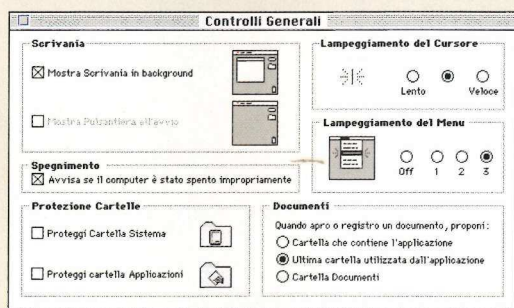 Controlli Generali
Scrivania
Mostra Scrivania in background
Mostra Pulsantiera all'avvio
Spegnimento
Avvisa se il computer è stato spento impropriamente
Protezione Cartelle
Proteggi Cartella Sistema
Proteggi cartella Applicazioni
Lampeggiamento del Cursore
Lento Veloce
Lampeggiamento del Menu
Off 1 2 3
Documenti
Quando apro o registro un documento, proponi:
Cartella che contiene l'applicazione
Ultima cartella utilizzata dall'applicazione
Cartella Documenti